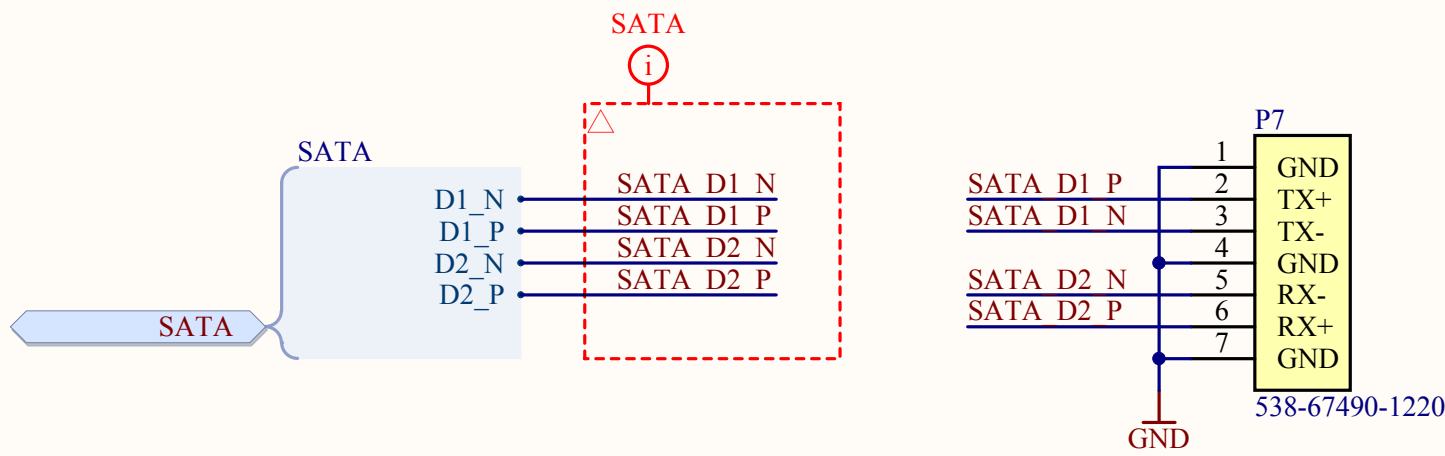 SATA
i
SATA
D1_N
D1_P
D2_N
D2_P
SATA
SATA_D1_N
SATA_D1_P
SATA_D2_N
SATA_D2_P
SATA_D1_P
SATA_D1_N
SATA_D2_N
SATA_D2_P
P7
1 GND
2 TX+
3 TX-
4 GND
5 RX-
6 RX+
7 GND
538-67490-1220
GND